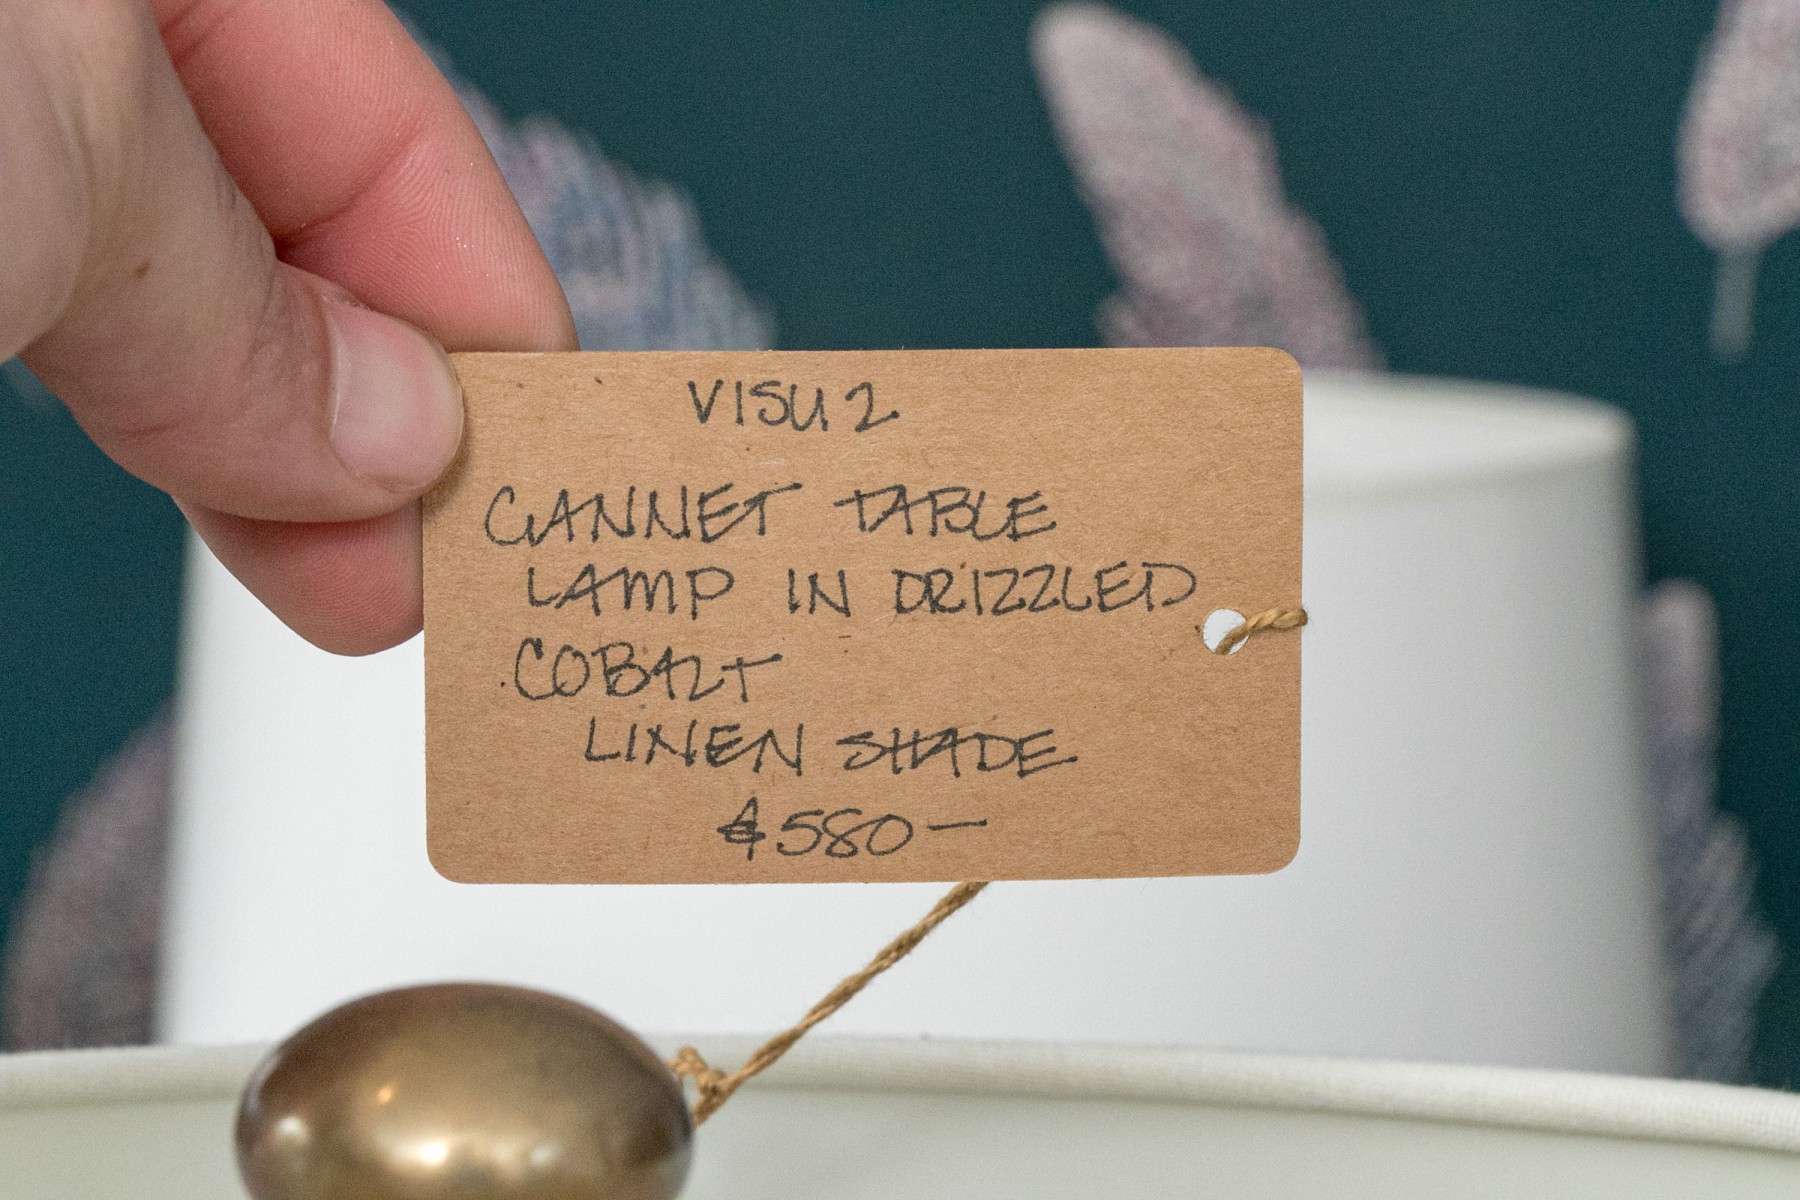 VISU2
GANNET TABLE
LAMP IN DRIZZLED
COBALT
LINEN SHADE
$580—